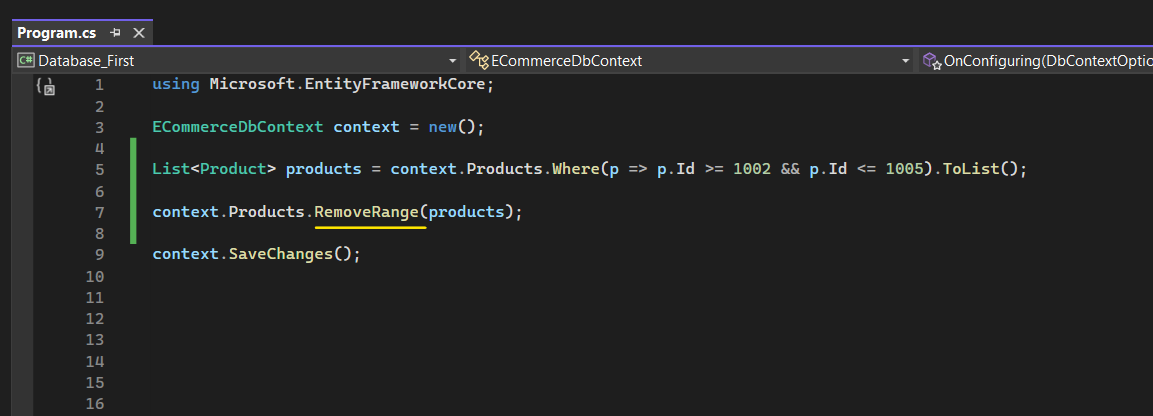 Program.cs
C# Database_First ECommerceDbContext OnConfiguring(DbContextOptio
1 using Microsoft.EntityFrameworkCore;
2
3 ECommerceDbContext context = new();
4
5 List<Product> products = context.Products.Where(p => p.Id >= 1002 && p.Id <= 1005).ToList();
6
7 context.Products.RemoveRange(products);
8
9 context.SaveChanges();
10
11
12
13
14
15
16